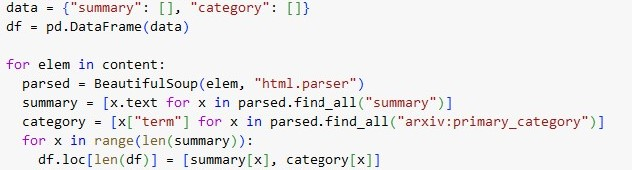 data = {"summary": [], "category": []}
df = pd.DataFrame(data)

for elem in content:
  parsed = BeautifulSoup(elem, "html.parser")
  summary = [x.text for x in parsed.find_all("summary")]
  category = [x["term"] for x in parsed.find_all("arxiv:primary_category")]
  for x in range(len(summary)):
    df.loc[len(df)] = [summary[x], category[x]]